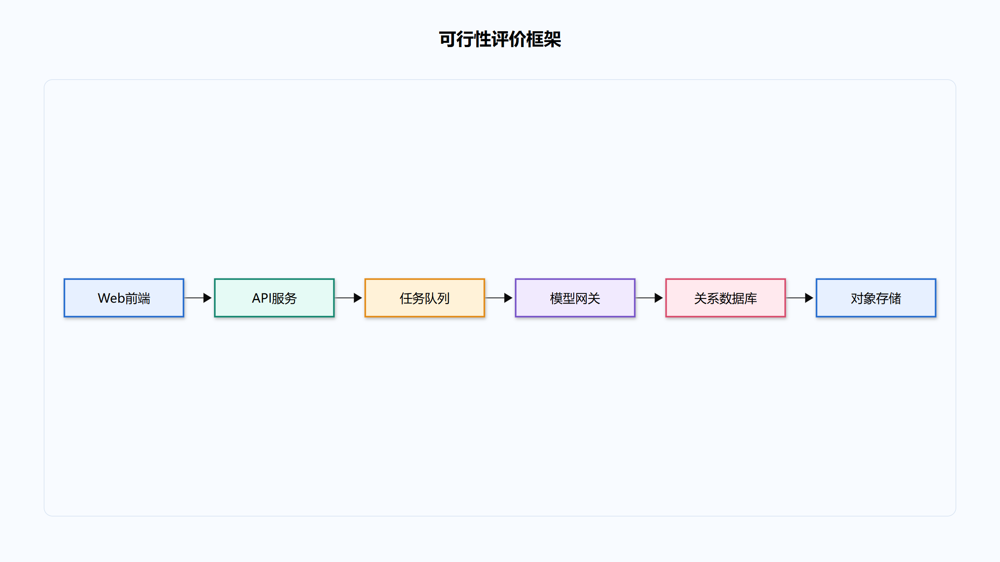 可行性评价框架
Web前端
API服务
任务队列
模型网关
关系数据库
对象存储